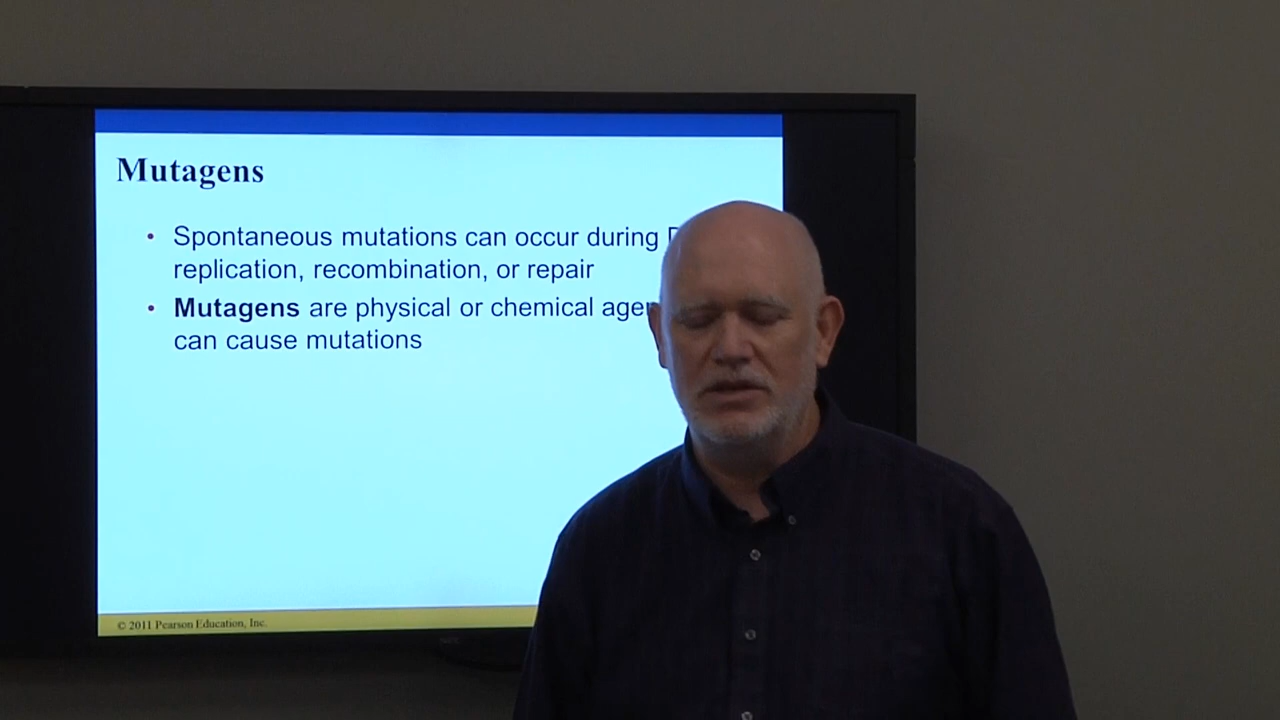 Mutagens
• Spontaneous mutations can occur during
replication, recombination, or repair
• Mutagens are physical or chemical
can cause mutations
© 2011 Pearson Education, Inc.